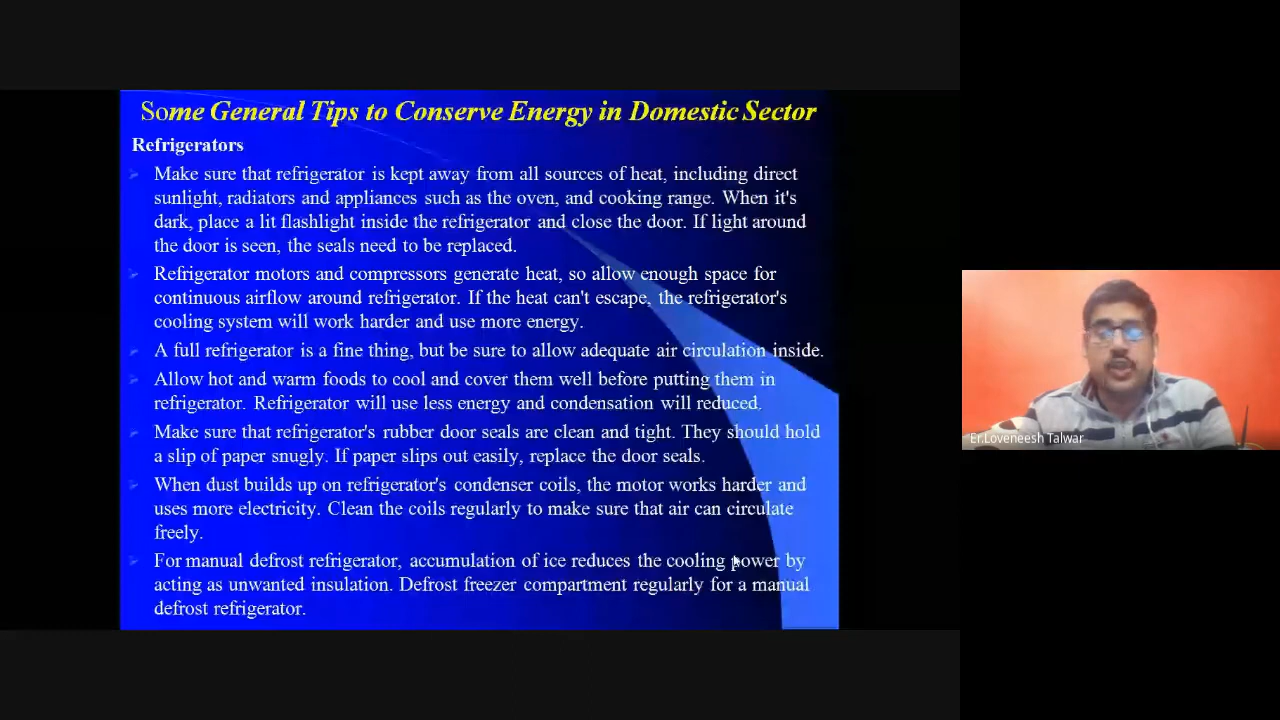 Some General Tips to Conserve Energy in Domestic Sector
Refrigerators
Make sure that refrigerator is kept away from all sources of heat, including direct
sunlight, radiators and appliances such as the oven, and cooking range. When it's
dark, place a lit flashlight inside the refrigerator and close the door. If light around
the door is seen, the seals need to be replaced.
Refrigerator motors and compressors generate heat, so allow enough space for
continuous airflow around refrigerator. If the heat can't escape, the refrigerator's
cooling system will work harder and use more energy.
A full refrigerator is a fine thing, but be sure to allow adequate air circulation inside.
Allow hot and warm foods to cool and cover them well before putting them in
refrigerator. Refrigerator will use less energy and condensation will reduced.
Make sure that refrigerator's rubber door seals are clean and tight. They should hold
a slip of paper snugly. If paper slips out easily, replace the door seals.
When dust builds up on refrigerator's condenser coils, the motor works harder and
uses more electricity. Clean the coils regularly to make sure that air can circulate
freely.
For manual defrost refrigerator, accumulation of ice reduces the cooling power by
acting as unwanted insulation. Defrost freezer compartment regularly for a manual
defrost refrigerator.
Er.Loveneesh Talwar